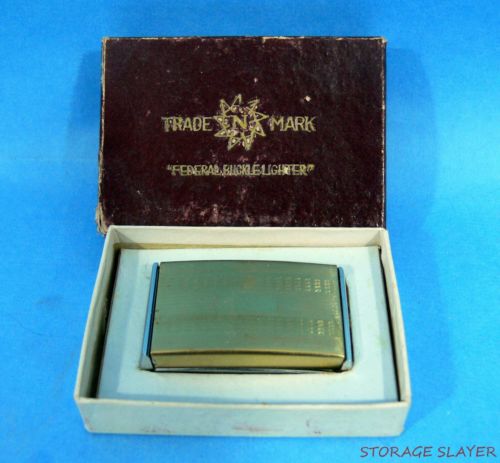 TRADE N MARK
"FEDERAL BUCKLE LIGHTER"
STORAGE SLAYER